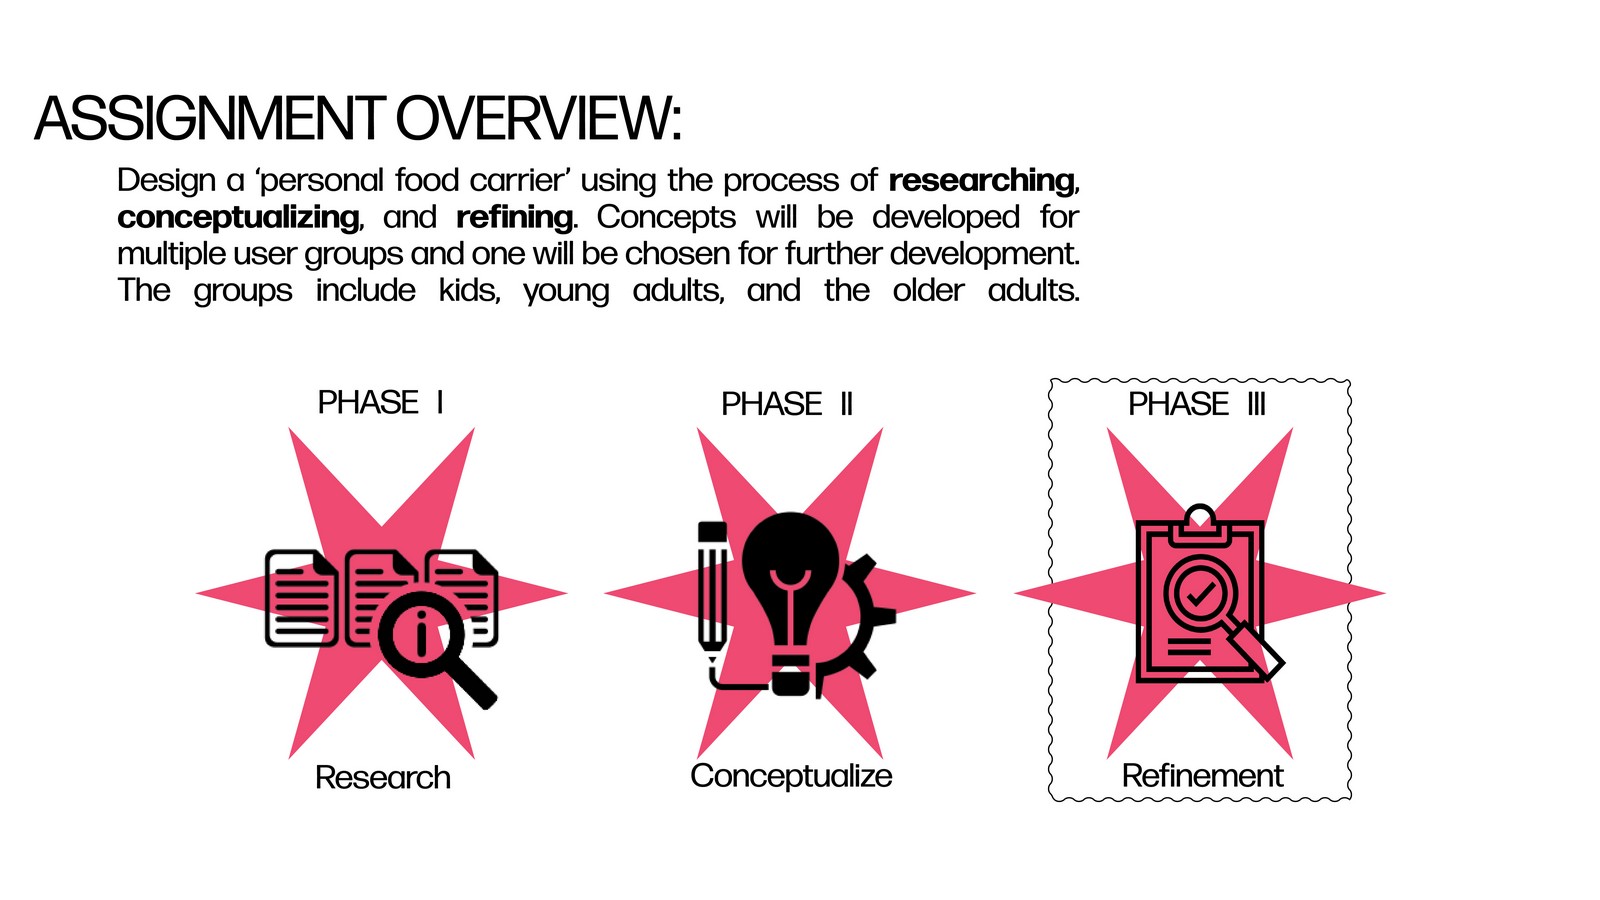 ASSIGNMENT OVERVIEW:
Design a ‘personal food carrier’ using the process of researching,
conceptualizing, and refining. Concepts will be developed for
multiple user groups and one will be chosen for further development.
The groups include kids, young adults, and the older adults.
PHASE I
PHASE II
PHASE III
i
Research
Conceptualize
Refinement